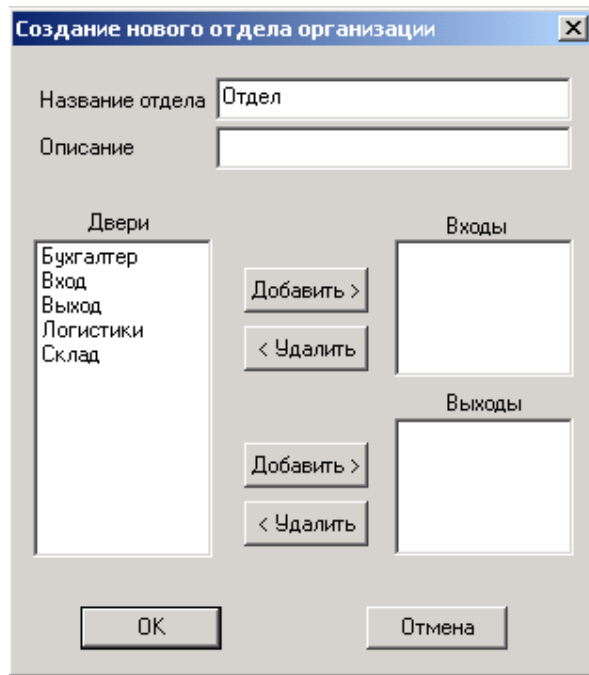 Создание нового отдела организации
Название отдела Отдел
Описание
Двери
Бухгалтер
Вход
Выход
Логистики
Склад
Добавить >
< Удалить
Входы
Выходы
Добавить >
< Удалить
OK
Отмена